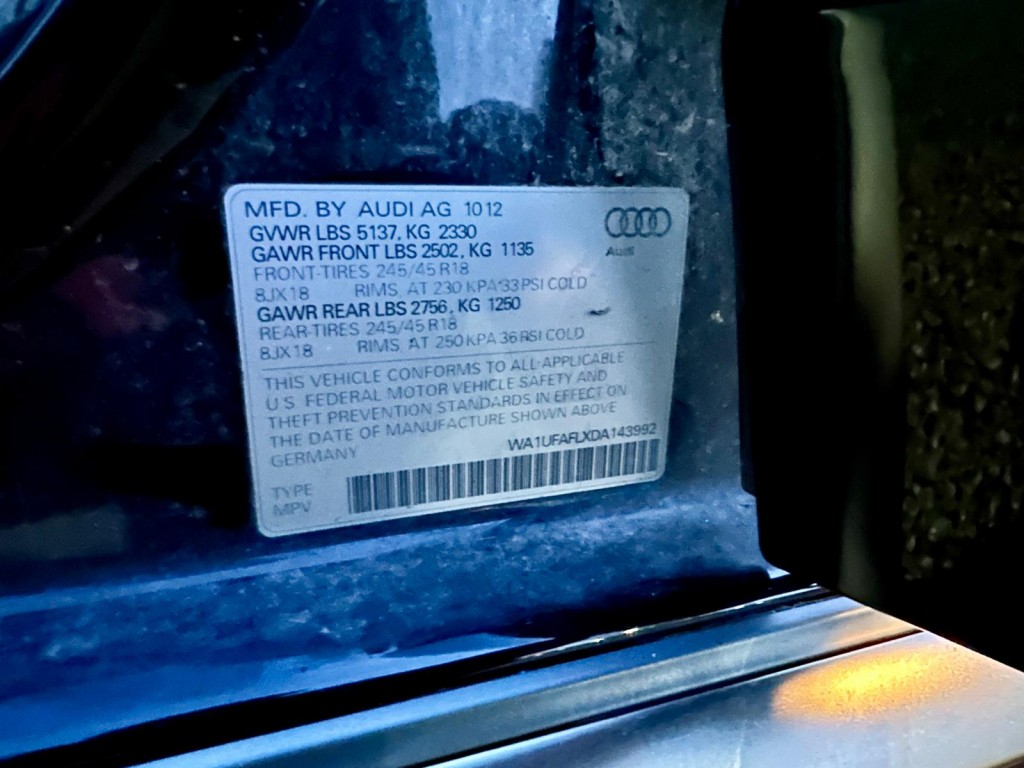 MFD. BY AUDI AG 10 12
GVWR LBS 5137, KG 2330
GAWR FRONT LBS 2502, KG 1135
FRONT-TIRES 245/45 R18
8JX18 RIMS, AT 230 KPA 33 PSI COLD
GAWR REAR LBS 2756, KG 1250
REAR-TIRES 245/45 R18
8JX18 RIMS, AT 250 KPA 36 PSI COLD
Audi
THIS VEHICLE CONFORMS TO ALL APPLICABLE
U.S. FEDERAL MOTOR VEHICLE SAFETY AND
THEFT PREVENTION STANDARDS IN EFFECT ON
THE DATE OF MANUFACTURE SHOWN ABOVE
GERMANY WA1UFAFLXDA143992
TYPE
MPV